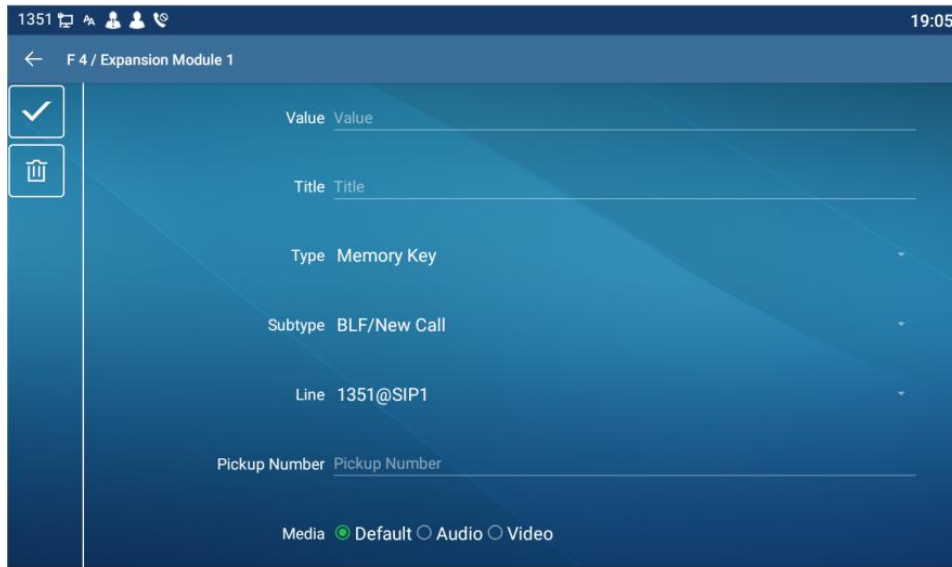 1351 19:05
F 4 / Expansion Module 1
Value Value
Title Title
Type Memory Key
Subtype BLF/New Call
Line 1351@SIP1
Pickup Number Pickup Number
Media Default Audio Video